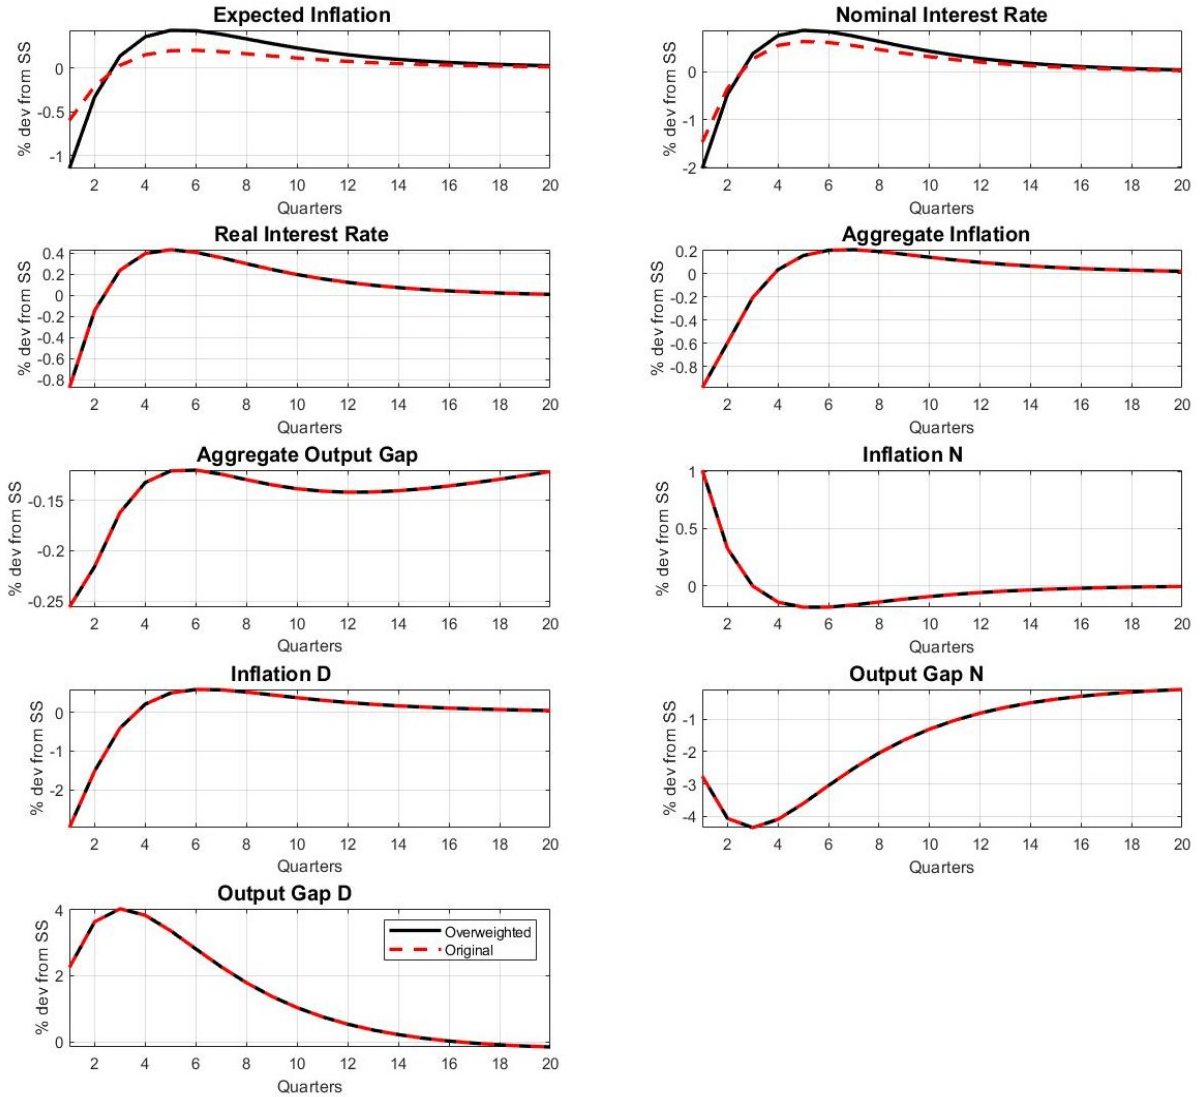 Expected Inflation
% dev from SS
0
-0.5
-1
2 4 6 8 10 12 14 16 18 20
Quarters
Nominal Interest Rate
% dev from SS
0
-1
-2
2 4 6 8 10 12 14 16 18 20
Quarters
Real Interest Rate
% dev from SS
0.4
0.2
0
-0.2
-0.4
-0.6
-0.8
2 4 6 8 10 12 14 16 18 20
Quarters
Aggregate Inflation
% dev from SS
0.2
0
-0.2
-0.4
-0.6
-0.8
2 4 6 8 10 12 14 16 18 20
Quarters
Aggregate Output Gap
% dev from SS
-0.15
-0.2
-0.25
2 4 6 8 10 12 14 16 18 20
Quarters
Inflation N
% dev from SS
1
0.5
0
2 4 6 8 10 12 14 16 18 20
Quarters
Inflation D
% dev from SS
0
-1
-2
2 4 6 8 10 12 14 16 18 20
Quarters
Output Gap N
% dev from SS
-1
-2
-3
-4
2 4 6 8 10 12 14 16 18 20
Quarters
Output Gap D
% dev from SS
4
2
0
2 4 6 8 10 12 14 16 18 20
Quarters
Overweighted
Original